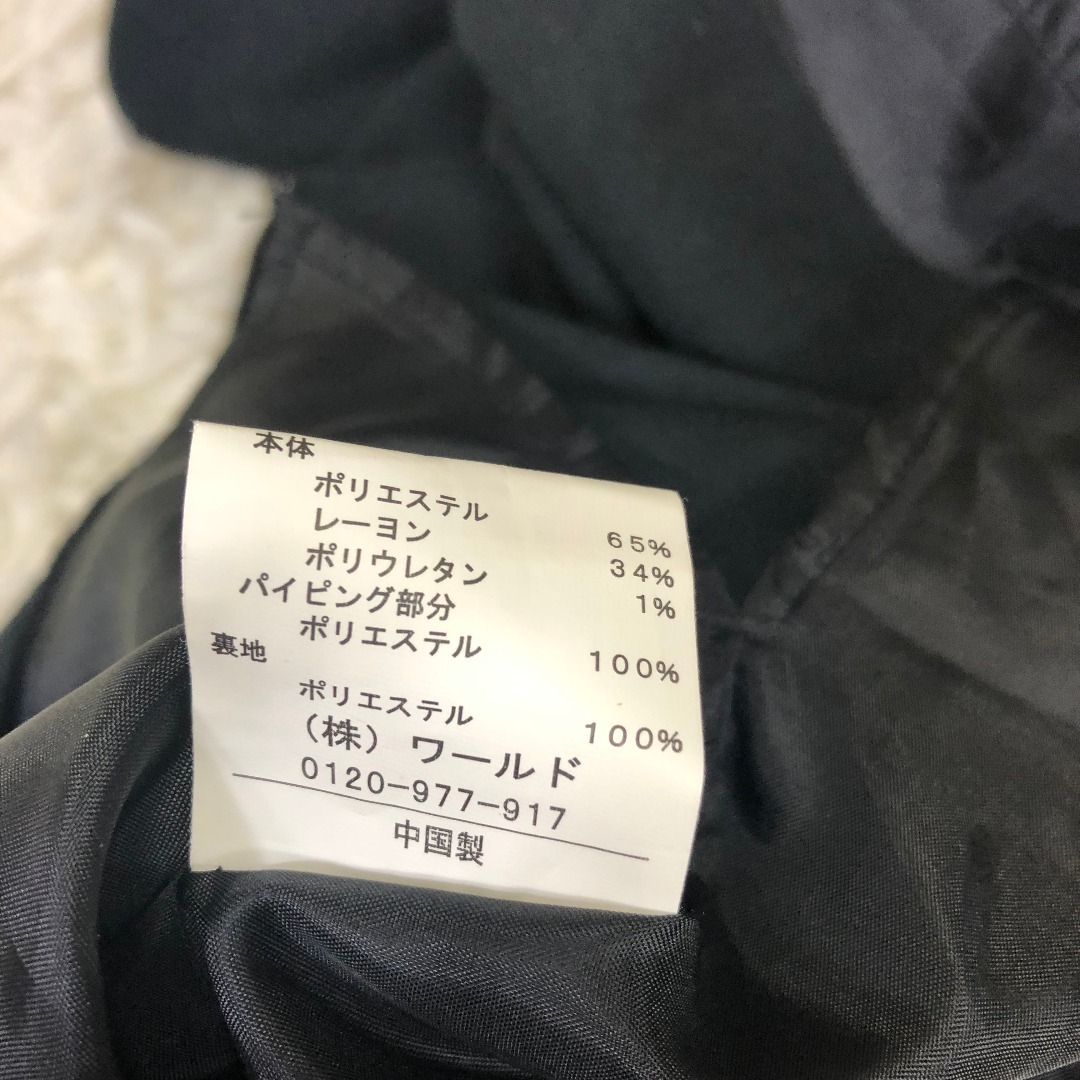 本体
ポリエステル 65%
レーヨン 34%
ポリウレタン 1%
パイピング部分
ポリエステル 100%
裏地
ポリエステル 100%
(株) ワールド
0120-977-917
中国製